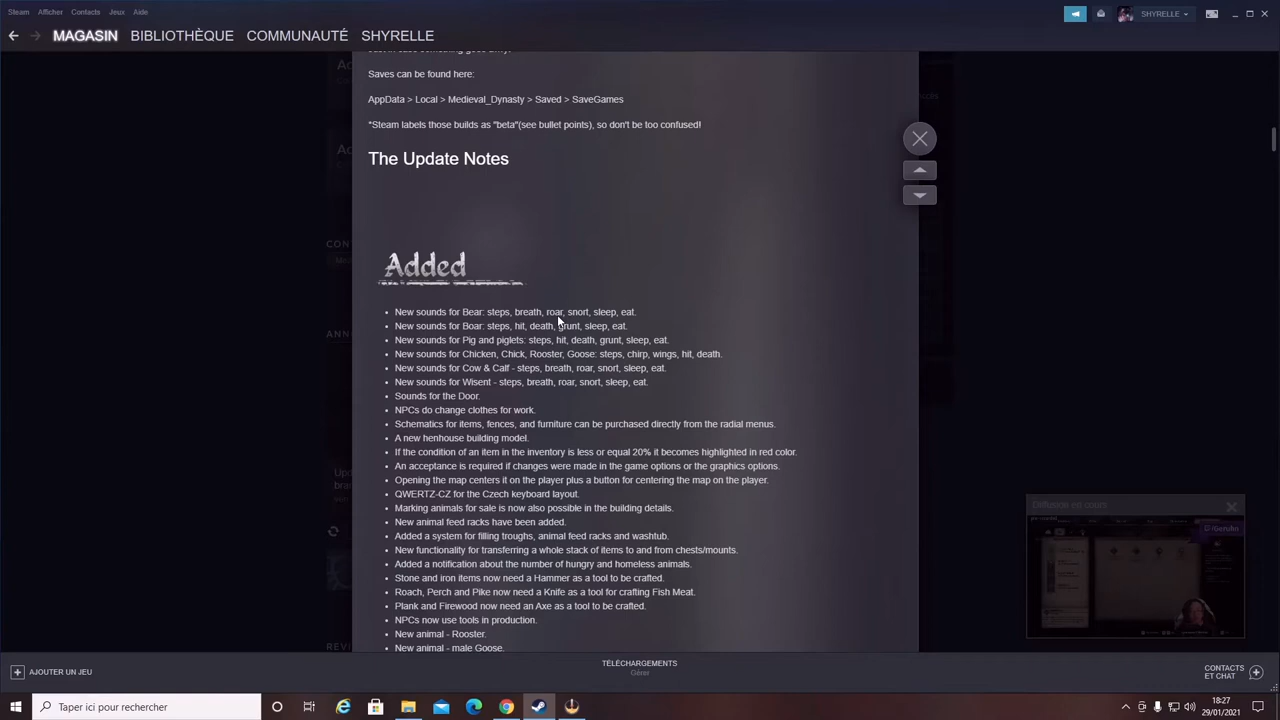 Steam Afficher Contacts Jeux Aide
SHYRELLE
MAGASIN BIBLIOTHÈQUE COMMUNAUTÉ SHYRELLE
Saves can be found here:
AppData > Local > Medieval_Dynasty > Saved > SaveGames
*Steam labels those builds as "beta"(see bullet points), so don't be too confused!
The Update Notes
Added
New sounds for Bear: steps, breath, roar, snort, sleep, eat.
New sounds for Boar: steps, hit, death, grunt, sleep, eat.
New sounds for Pig and piglets: steps, hit, death, grunt, sleep, eat.
New sounds for Chicken, Chick, Rooster, Goose: steps, chirp, wings, hit, death.
New sounds for Cow & Calf - steps, breath, roar, snort, sleep, eat.
New sounds for Wisent - steps, breath, roar, snort, sleep, eat.
Sounds for the Door.
NPCs do change clothes for work.
Schematics for items, fences, and furniture can be purchased directly from the radial menus.
A new henhouse building model.
If the condition of an item in the inventory is less or equal 20% it becomes highlighted in red color.
An acceptance is required if changes were made in the game options or the graphics options.
Opening the map centers it on the player plus a button for centering the map on the player.
QWERTZ-CZ for the Czech keyboard layout.
Marking animals for sale is now also possible in the building details.
New animal feed racks have been added.
Added a system for filling troughs, animal feed racks and washtub.
New functionality for transferring a whole stack of items to and from chests/mounts.
Added a notification about the number of hungry and homeless animals.
Stone and iron items now need a Hammer as a tool to be crafted.
Roach, Perch and Pike now need a Knife as a tool for crafting Fish Meat.
Plank and Firewood now need an Axe as a tool to be crafted.
NPCs now use tools in production.
New animal - Rooster.
New animal - male Goose.
Diffusion en cours
AJOUTER UN JEU
TÉLÉCHARGEMENTS
Gérer
CONTACTS
ET CHAT
Taper ici pour rechercher
18:27
29/01/2021